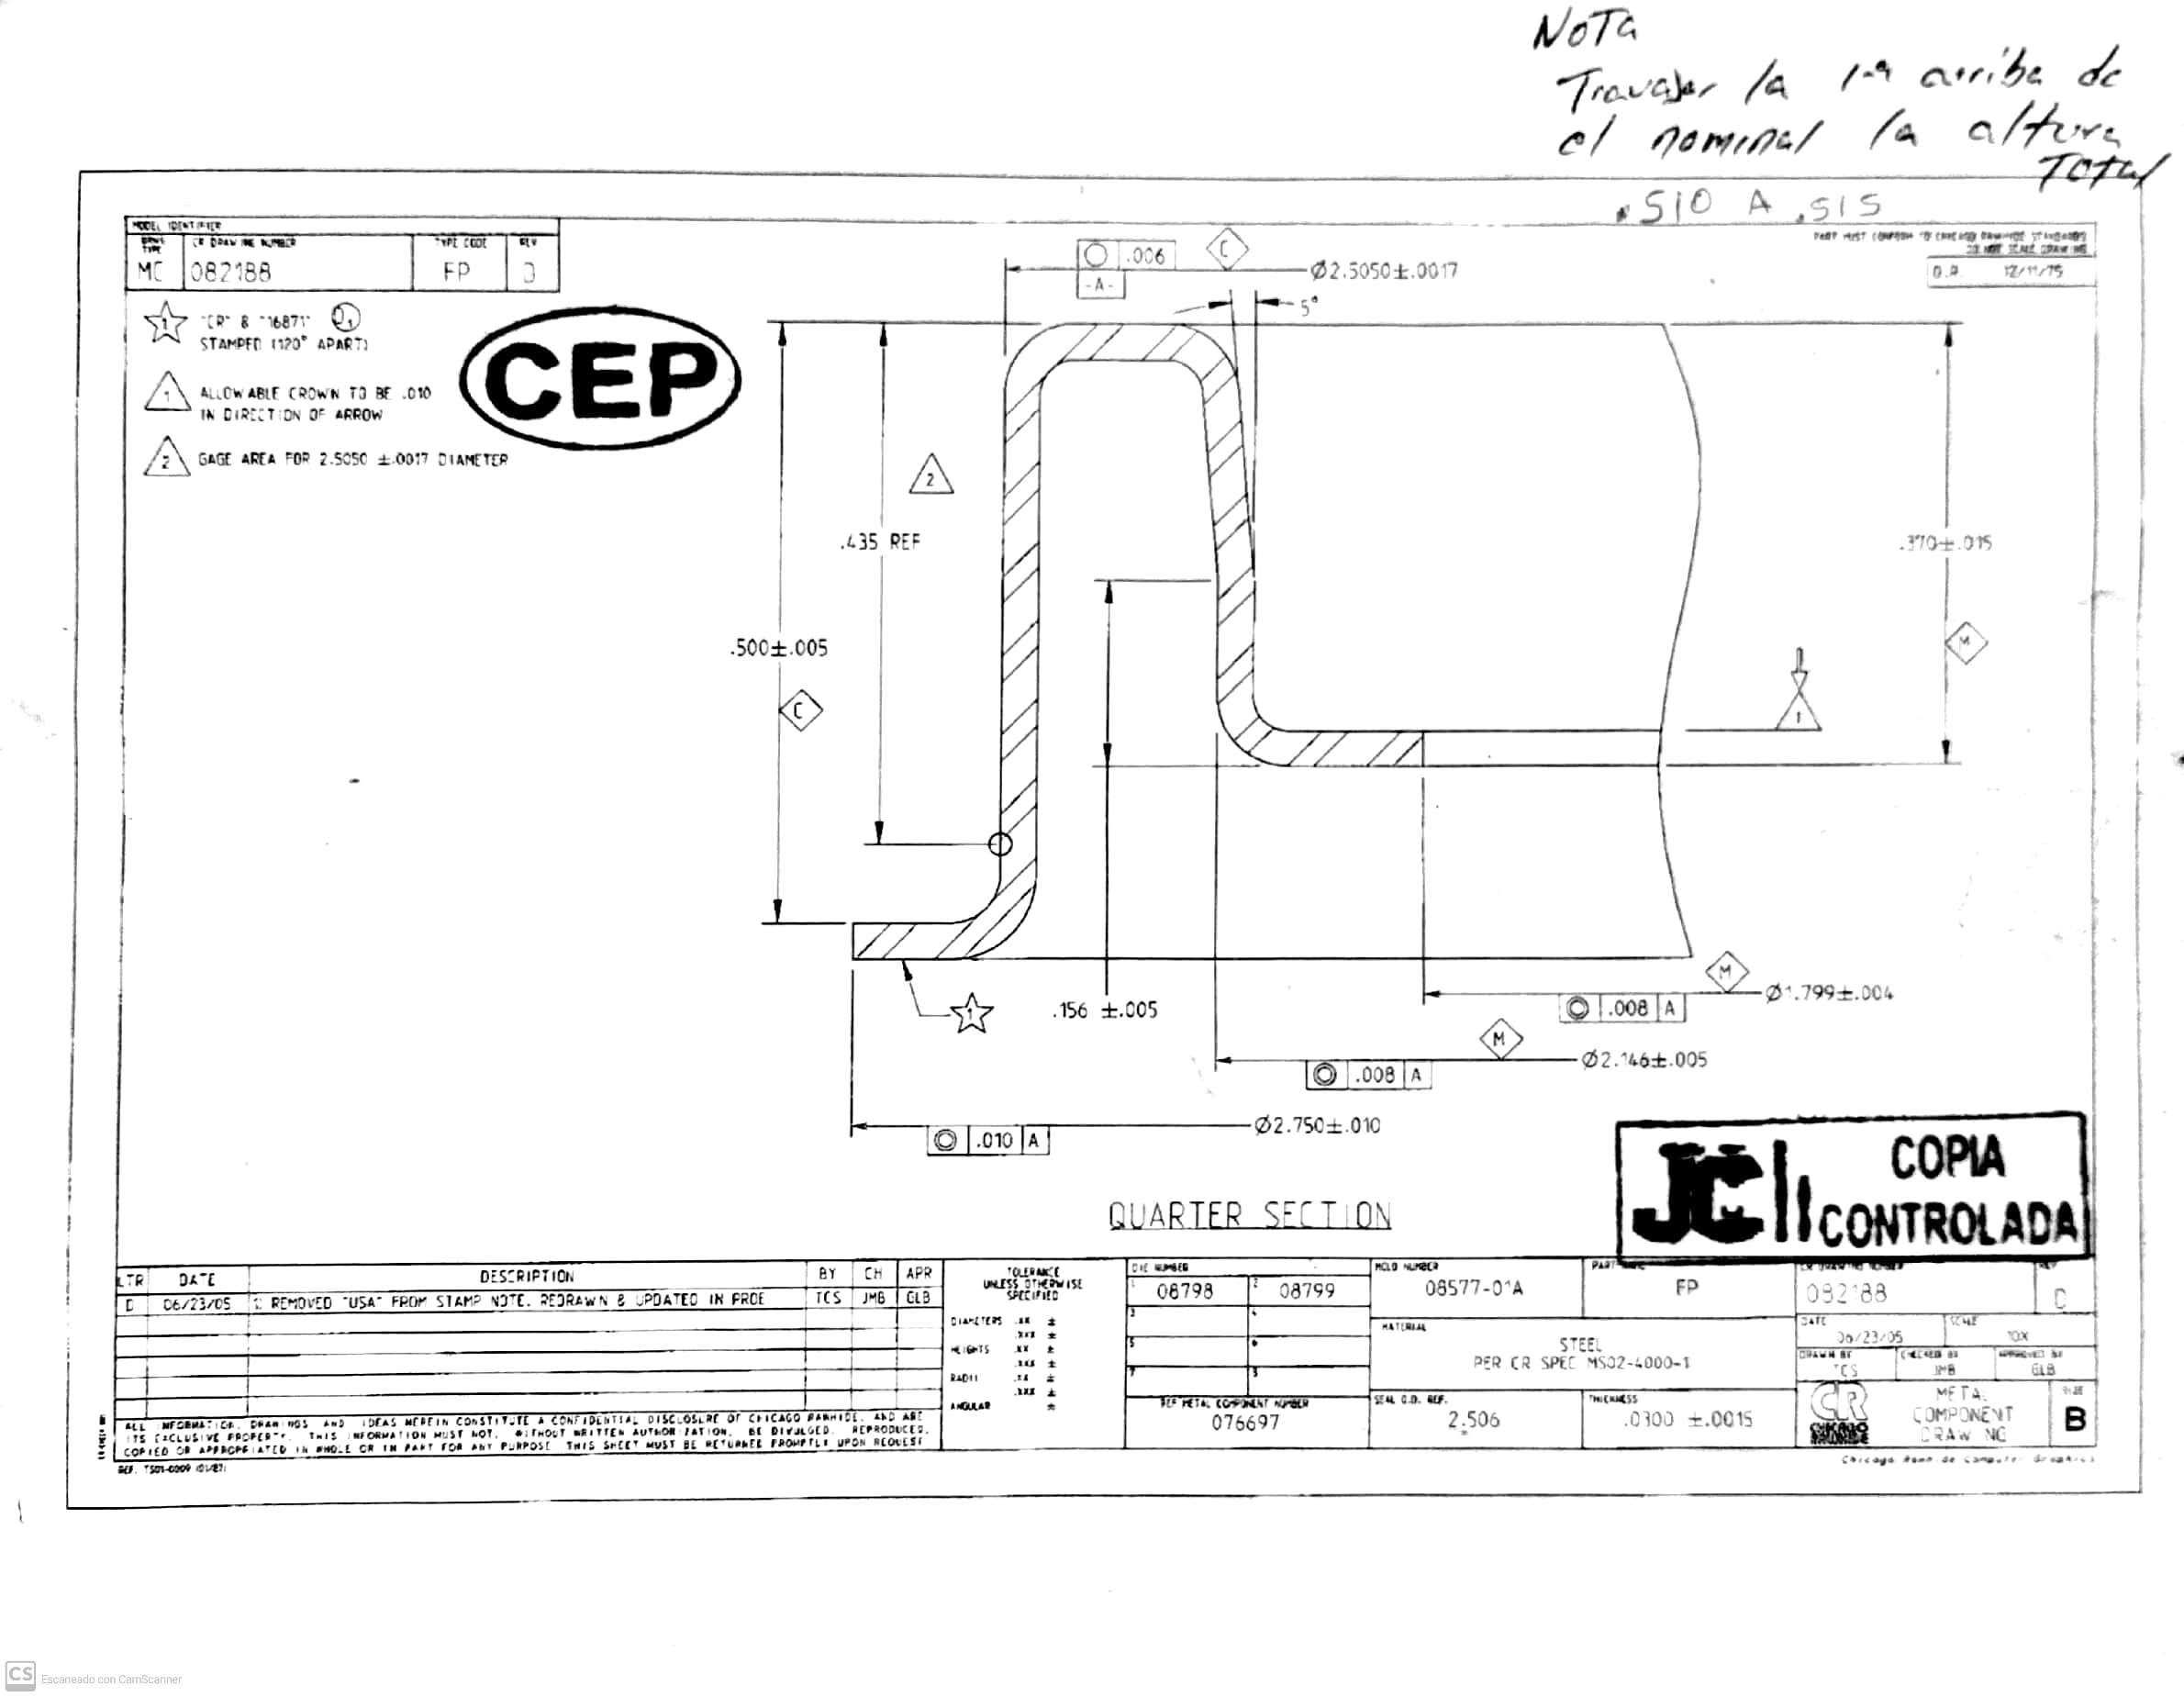 NOTA
Travajar la 1ª arriba de
el nominal la altura
TOTAL
.510 A .515
PART MUST CONFORM TO CHICAGO RAWHIDE STANDARDS
DO NOT SCALE DRAWING
12/11/75
MODEL IDENTIFIER
DRWG TYPE CR DRAWING NUMBER TYPE CODE REV
MC 082188 FP D
1 "CR" & "16871" D1
STAMPED (120° APART)
1 ALLOWABLE CROWN TO BE .010
IN DIRECTION OF ARROW
2 GAGE AREA FOR 2.5050 ±.0017 DIAMETER
CEP
.006 C
-A-
Ø2.5050±.0017
5°
2
.435 REF
.370±.015
M
.500±.005
C
1
1
.156 ±.005
M
Ø1.799±.004
.008 A
M
Ø2.146±.005
.008 A
Ø2.750±.010
.010 A
QUARTER SECTION
JC COPIA
CONTROLADA
LTR DATE DESCRIPTION BY CH APR
D 06/23/05 1: REMOVED "USA" FROM STAMP NOTE. REDRAWN & UPDATED IN PROE TCS JMB GLB
TOLERANCE
UNLESS OTHERWISE
SPECIFIED
DIAMETERS .XX ±
.XXX ±
HEIGHTS .XX ±
.XXX ±
RADII .XX ±
.XXX ±
ANGULAR ±
DIE NUMBER
1 08798 2 08799
3 4
5 6
7
REF METAL COMPONENT NUMBER
076697
MOLD NUMBER
08577-01A
FP
MATERIAL
STEEL
PER CR SPEC MS02-4000-1
SEAL O.D. REF.
2.506
THICKNESS
.0300 ±.0015
CR DRAWING NUMBER
082188
DATE
06/23/05
SCALE
10X
DRAWN BY
TCS
CHECKED BY
JMB
APPROVED BY
GLB
CR
CHICAGO
RAWHIDE
METAL
COMPONENT
DRAWING
SIZE
B
ALL INFORMATION, DRAWINGS AND IDEAS HEREIN CONSTITUTE A CONFIDENTIAL DISCLOSURE OF CHICAGO RAWHIDE, AND ARE
ITS EXCLUSIVE PROPERTY. THIS INFORMATION MUST NOT, WITHOUT WRITTEN AUTHORIZATION, BE DIVULGED, REPRODUCED,
COPIED OR APPROPRIATED IN WHOLE OR IN PART FOR ANY PURPOSE THIS SHEET MUST BE RETURNED PROMPTLY UPON REQUEST
REF. TS01-0009 (01/87)
Chicago Rawhide Computer Graphics
CS Escaneado con CamScanner